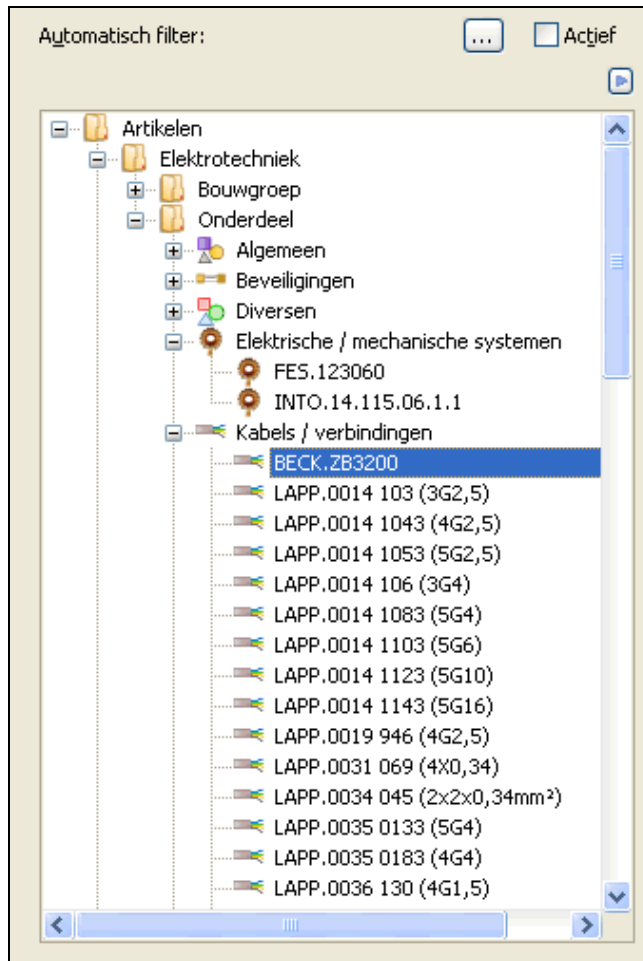 Automatisch filter: ... Actief
Artikelen
Elektrotechniek
Bouwgroep
Onderdeel
Algemeen
Beveiligingen
Diversen
Elektrische / mechanische systemen
FES.123060
INTO.14.115.06.1.1
Kabels / verbindingen
BECK.ZB3200
LAPP.0014 103 (3G2,5)
LAPP.0014 1043 (4G2,5)
LAPP.0014 1053 (5G2,5)
LAPP.0014 106 (3G4)
LAPP.0014 1083 (5G4)
LAPP.0014 1103 (5G6)
LAPP.0014 1123 (5G10)
LAPP.0014 1143 (5G16)
LAPP.0019 946 (4G2,5)
LAPP.0031 069 (4X0,34)
LAPP.0034 045 (2x2x0,34mm²)
LAPP.0035 0133 (5G4)
LAPP.0035 0183 (4G4)
LAPP.0036 130 (4G1,5)